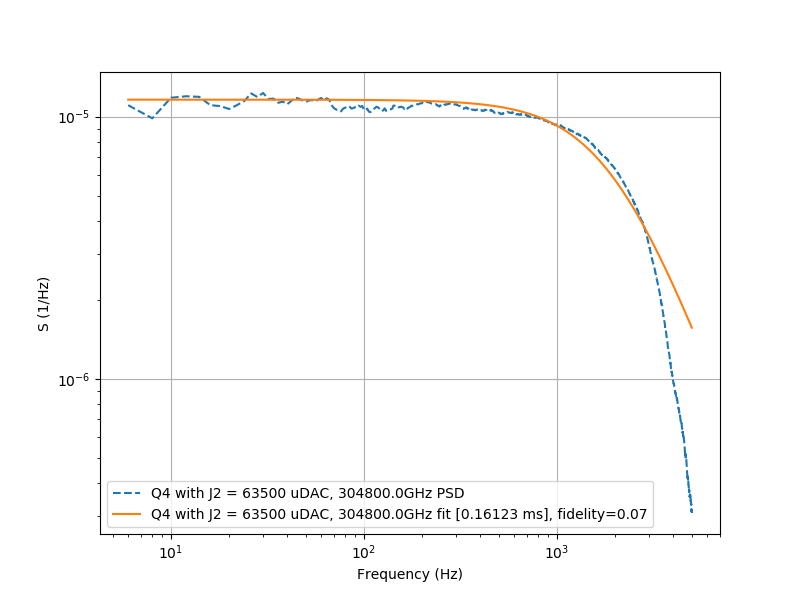 10⁻⁵
S (1/Hz)
10⁻⁶
Q4 with J2 = 63500 uDAC, 304800.0GHz PSD
Q4 with J2 = 63500 uDAC, 304800.0GHz fit [0.16123 ms], fidelity=0.07
10¹ 10² 10³
Frequency (Hz)